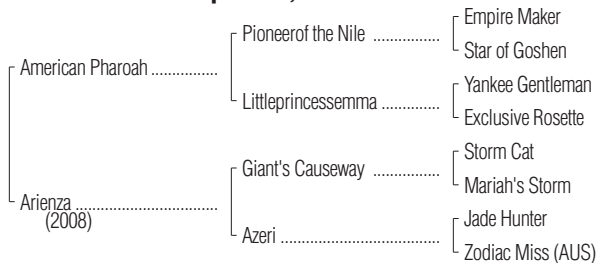 Empire Maker
Pioneerof the Nile ................
Star of Goshen
American Pharoah ................
Yankee Gentleman
Littleprincessemma ..............
Exclusive Rosette
Storm Cat
Giant's Causeway ................
Mariah's Storm
Arienza ..................................
(2008)
Jade Hunter
Azeri ......................................
Zodiac Miss (AUS)